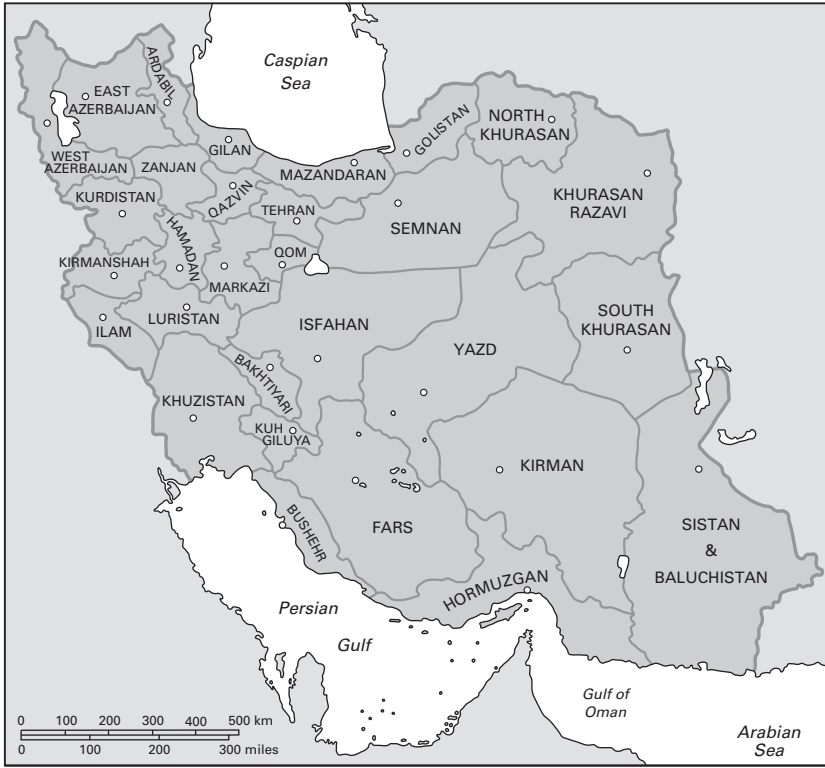 Caspian
Sea
ARDABIL
EAST
AZERBAIJAN
NORTH
KHURASAN
GOLISTAN
GILAN
WEST
AZERBAIJAN
ZANJAN
MAZANDARAN
KHURASAN
RAZAVI
KURDISTAN
QAZVIN
TEHRAN
SEMNAN
HAMADAN
QOM
KIRMANSHAH
MARKAZI
SOUTH
KHURASAN
ILAM
LURISTAN
ISFAHAN
YAZD
BAKHTIYARI
KHUZISTAN
KUH
GILUYA
KIRMAN
BUSHEHR
FARS
SISTAN
&
BALUCHISTAN
HORMUZGAN
Persian
Gulf
Gulf of
Oman
Arabian
Sea
0 100 200 300 400 500 km
0 100 200 300 miles